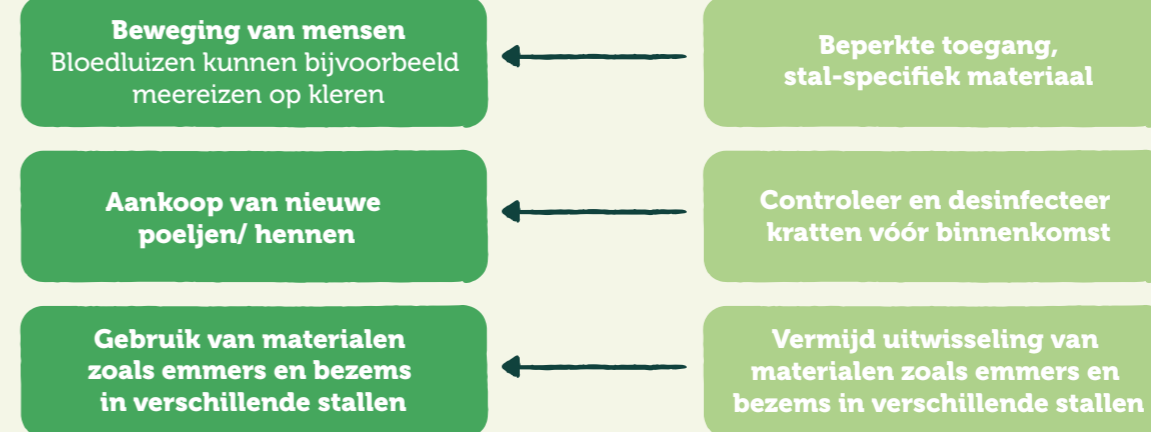 Beweging van mensen
Bloedluizen kunnen bijvoorbeeld
meereizen op kleren
Beperkte toegang,
stal-specifiek materiaal
Aankoop van nieuwe
poeljen/ hennen
Controleer en desinfecteer
kratten vóór binnenkomst
Gebruik van materialen
zoals emmers en bezems
in verschillende stallen
Vermijd uitwisseling van
materialen zoals emmers en
bezems in verschillende stallen